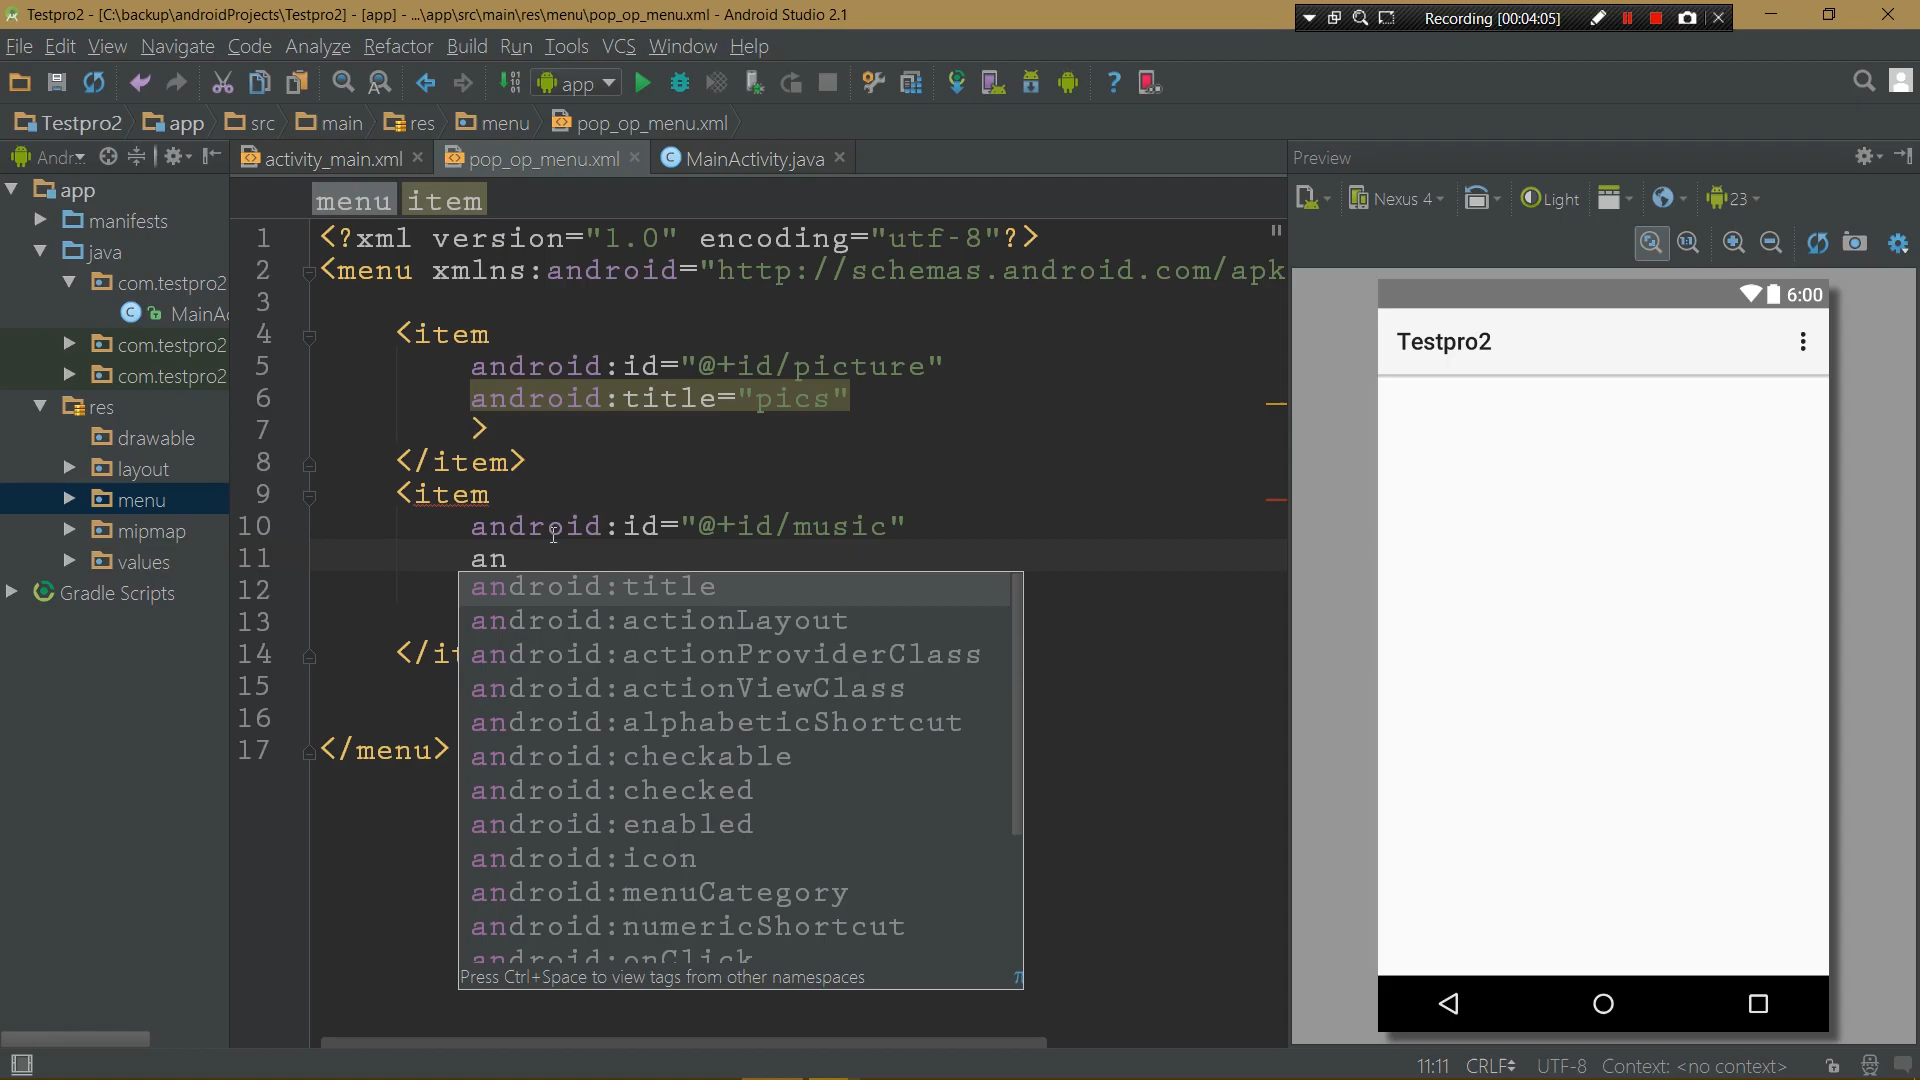 Testpro2 - [C:\backup\androidProjects\Testpro2] - [app] - ...\app\src\main\res\menu\pop_op_menu.xml - Android Studio 2.1
Recording [00:04:05]
File Edit View Navigate Code Analyze Refactor Build Run Tools VCS Window Help
app
Testpro2 app src main res menu pop_op_menu.xml
Andr
activity_main.xml pop_op_menu.xml MainActivity.java
Preview
app
manifests
java
com.testpro2
MainA
com.testpro2
com.testpro2
res
drawable
layout
menu
mipmap
values
Gradle Scripts
menu item
1 <?xml version="1.0" encoding="utf-8"?>
2 <menu xmlns:android="http://schemas.android.com/apk
3
4 <item
5 android:id="@+id/picture"
6 android:title="pics"
7 >
8 </item>
9 <item
10 android:id="@+id/music"
11 an
12
13
14 </it
15
16
17 </menu>
android:title
android:actionLayout
android:actionProviderClass
android:actionViewClass
android:alphabeticShortcut
android:checkable
android:checked
android:enabled
android:icon
android:menuCategory
android:numericShortcut
android:onClick
Press Ctrl+Space to view tags from other namespaces
π
Nexus 4 Light 23
1:1
6:00
Testpro2
11:11 CRLF UTF-8 Context: <no context>